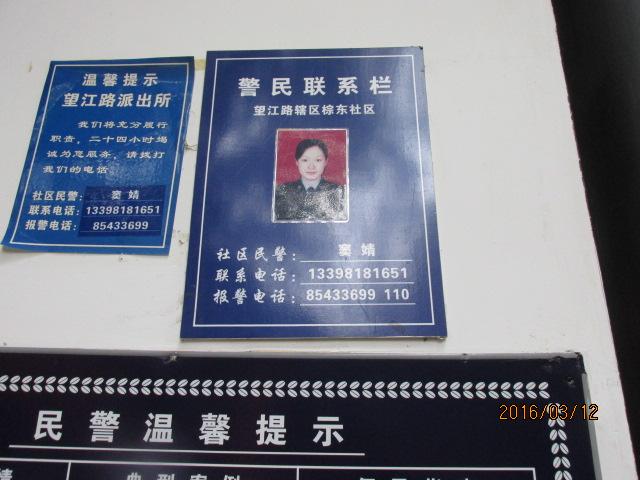 温馨提示
望江路派出所
我们将充分履行
职责，二十四小时竭
诚为您服务，请拨打
我们的电话
社区民警：窦 婧
联系电话：13398181651
报警电话：85433699
警民联系栏
望江路辖区棕东社区
社区民警：窦 婧
联系电话：13398181651
报警电话：85433699 110
民警温馨提示
典型案例
2016/03/12